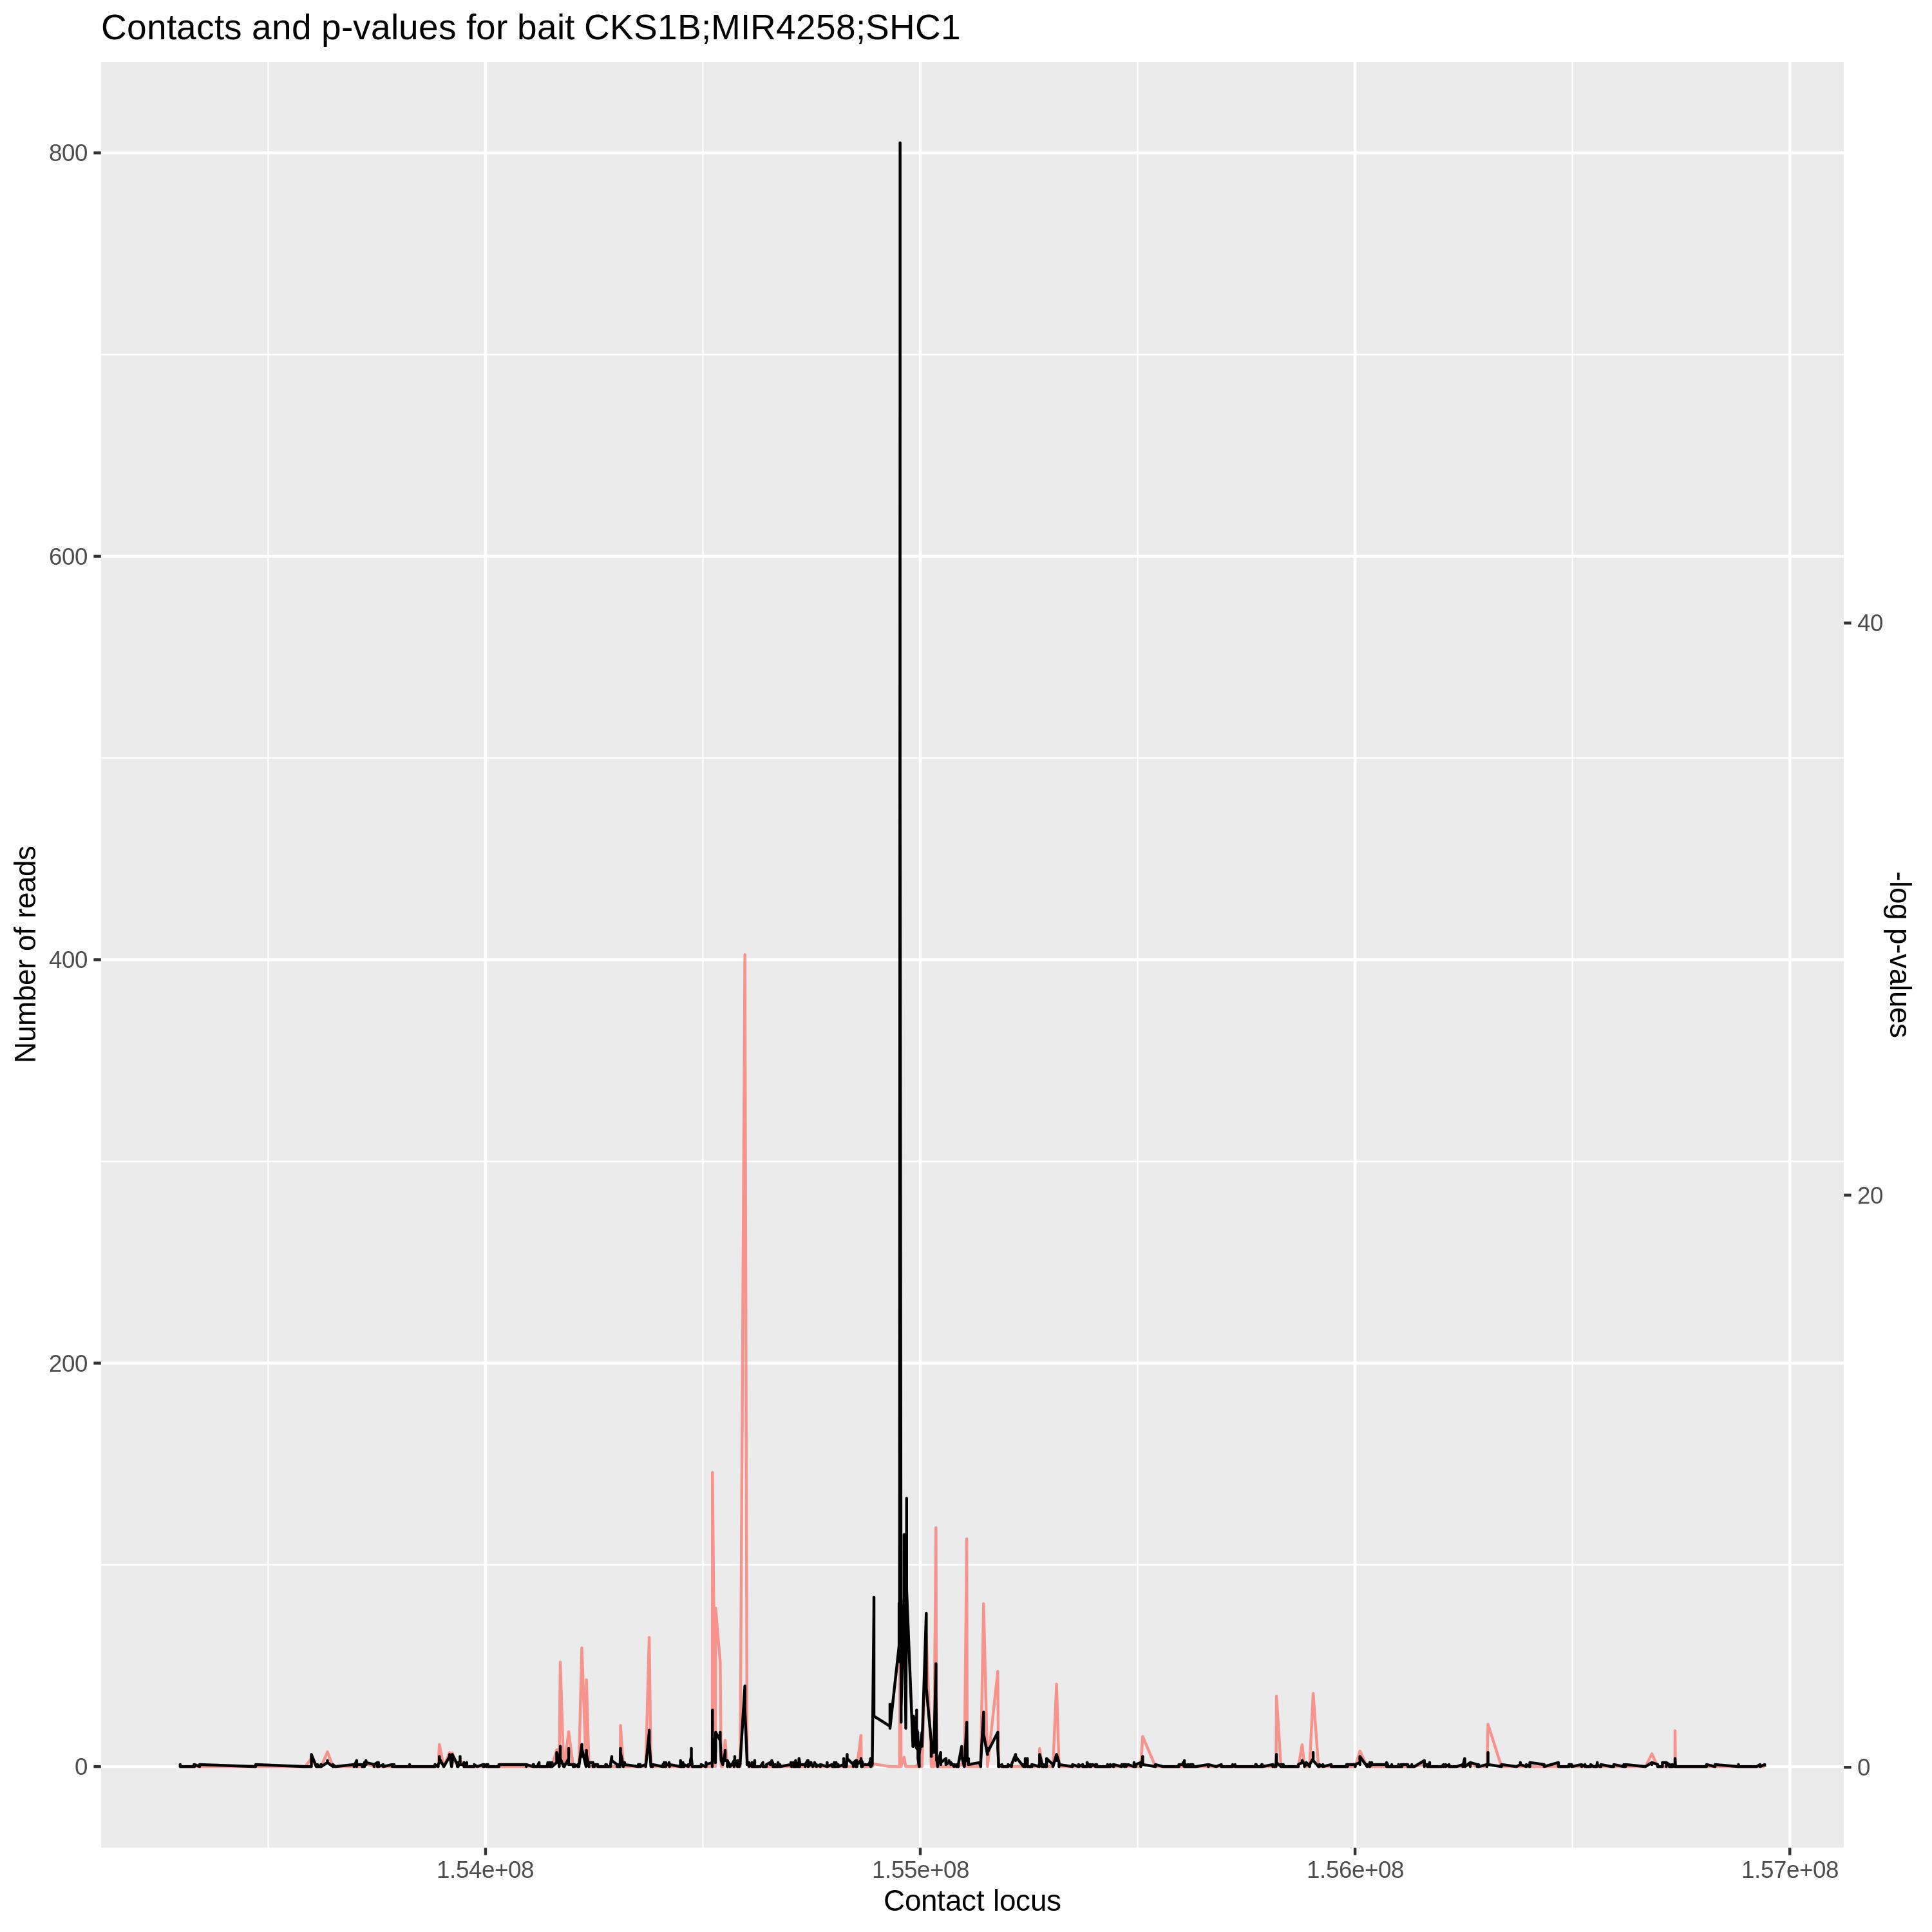 Contacts and p-values for bait CKS1B;MIR4258;SHC1
800
600
400
200
0
Number of reads
40
20
0
-log p-values
1.54e+08
1.55e+08
1.56e+08
1.57e+08
Contact locus